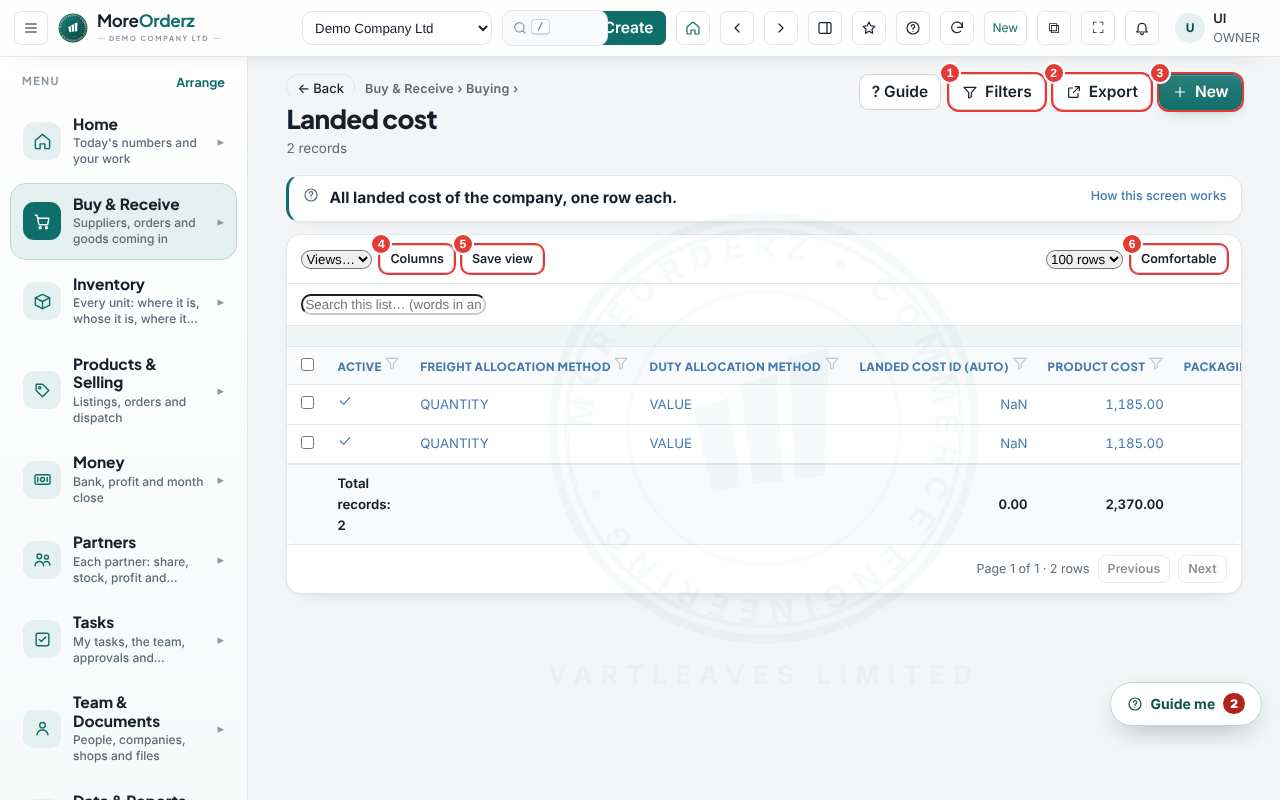 MoreOrderz
— DEMO COMPANY LTD —
Demo Company Ltd
/
Create
New
U
UI
OWNER
MENU
Arrange
Home
Today's numbers and
your work
Buy & Receive
Suppliers, orders and
goods coming in
Inventory
Every unit: where it is,
whose it is, where it...
Products &
Selling
Listings, orders and
dispatch
Money
Bank, profit and month
close
Partners
Each partner: share,
stock, profit and...
Tasks
My tasks, the team,
approvals and...
Team &
Documents
People, companies,
shops and files
Data & Reports
← Back
Buy & Receive › Buying ›
? Guide
1
Filters
2
Export
3
+ New
Landed cost
2 records
All landed cost of the company, one row each.
How this screen works
Views...
4
Columns
5
Save view
100 rows
6
Comfortable
Search this list... (words in an
ACTIVE
FREIGHT ALLOCATION METHOD
DUTY ALLOCATION METHOD
LANDED COST ID (AUTO)
PRODUCT COST
PACKAGI
QUANTITY
VALUE
NaN
1,185.00
QUANTITY
VALUE
NaN
1,185.00
Total
records:
2
0.00
2,370.00
Page 1 of 1 · 2 rows
Previous
Next
MOREORDERZ • COMMERCE ENGINEERING •
VARTLEAVES LIMITED
Guide me
2